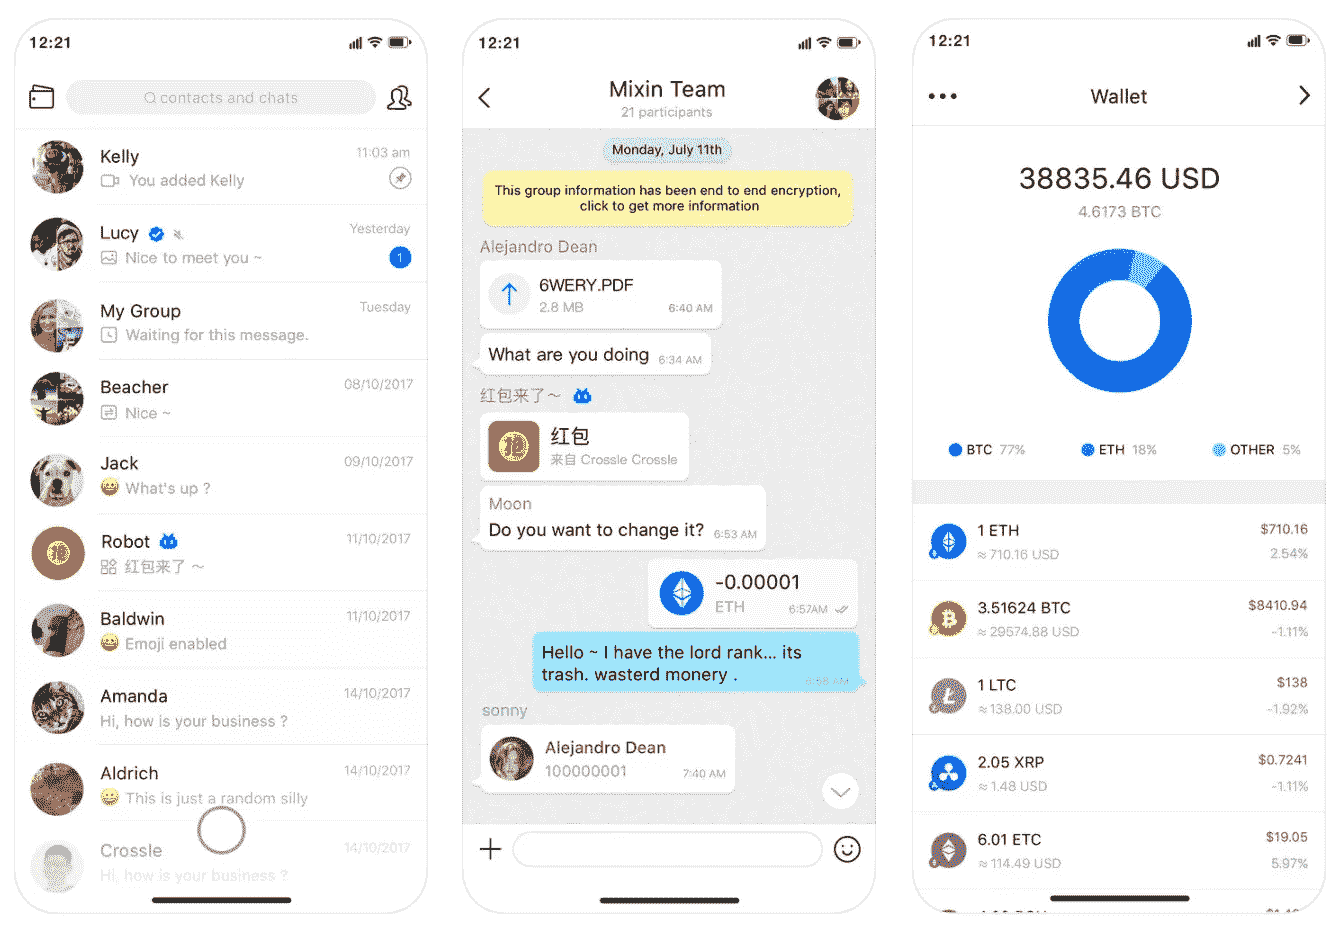 12:21
contacts and chats
Kelly
11:03 am
You added Kelly
Lucy
Yesterday
Nice to meet you ~
1
My Group
Tuesday
Waiting for this message.
Beacher
08/10/2017
Nice ~
Jack
09/10/2017
What's up ?
Robot
11/10/2017
红包来了 ~
Baldwin
11/10/2017
Emoji enabled
Amanda
14/10/2017
Hi, how is your business ?
Aldrich
14/10/2017
This is just a random silly
Crossle
14/10/2017
Hi, how is your business ?
12:21
Mixin Team
21 participants
Monday, July 11th
This group information has been end to end encryption,
click to get more information
Alejandro Dean
6WERY.PDF
2.8 MB
6:40 AM
What are you doing
6:34 AM
红包来了~
红包
来自 Crossle Crossle
Moon
Do you want to change it?
6:53 AM
-0.00001
ETH
6:57AM
Hello ~ I have the lord rank... its
trash. wasterd monery .
6:58 AM
sonny
Alejandro Dean
100000001
7:40 AM
12:21
Wallet
38835.46 USD
4.6173 BTC
BTC 77%
ETH 18%
OTHER 5%
1 ETH
$710.16
≈ 710.16 USD
2.54%
3.51624 BTC
$8410.94
≈ 29574.88 USD
-1.11%
1 LTC
$138
≈ 138.00 USD
-1.92%
2.05 XRP
$0.7241
≈ 1.48 USD
-1.11%
6.01 ETC
$19.05
≈ 114.49 USD
5.97%